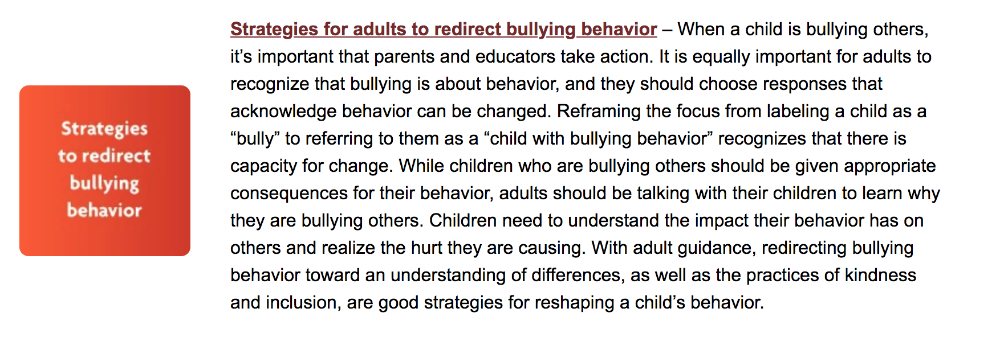 Strategies
to redirect
bullying
behavior
Strategies for adults to redirect bullying behavior – When a child is bullying others,
it’s important that parents and educators take action. It is equally important for adults to
recognize that bullying is about behavior, and they should choose responses that
acknowledge behavior can be changed. Reframing the focus from labeling a child as a
“bully” to referring to them as a “child with bullying behavior” recognizes that there is
capacity for change. While children who are bullying others should be given appropriate
consequences for their behavior, adults should be talking with their children to learn why
they are bullying others. Children need to understand the impact their behavior has on
others and realize the hurt they are causing. With adult guidance, redirecting bullying
behavior toward an understanding of differences, as well as the practices of kindness
and inclusion, are good strategies for reshaping a child’s behavior.